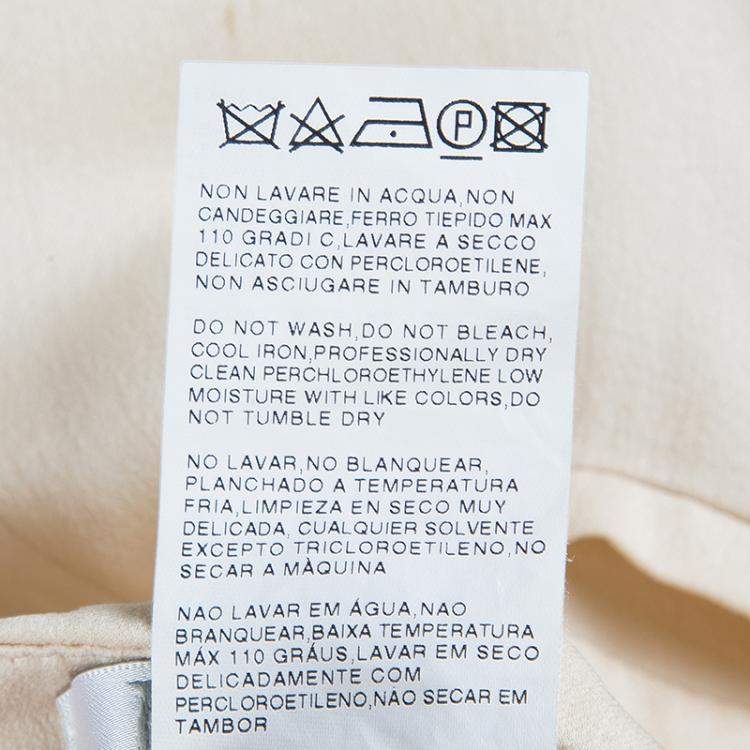 P
NON LAVARE IN ACQUA,NON
CANDEGGIARE,FERRO TIEPIDO MAX
110 GRADI C,LAVARE A SECCO
DELICATO CON PERCLOROETILENE,
NON ASCIUGARE IN TAMBURO
DO NOT WASH,DO NOT BLEACH,
COOL IRON,PROFESSIONALLY DRY
CLEAN PERCHLOROETHYLENE LOW
MOISTURE WITH LIKE COLORS,DO
NOT TUMBLE DRY
NO LAVAR,NO BLANQUEAR,
PLANCHADO A TEMPERATURA
FRIA,LIMPIEZA EN SECO MUY
DELICADA, CUALQUIER SOLVENTE
EXCEPTO TRICLOROETILENO,NO
SECAR A MÀQUINA
NAO LAVAR EM ÁGUA,NAO
BRANQUEAR,BAIXA TEMPERATURA
MÁX 110 GRÁUS,LAVAR EM SECO
DELICADAMENTE COM
PERCLOROETILENO,NÃO SECAR EM
TAMBOR